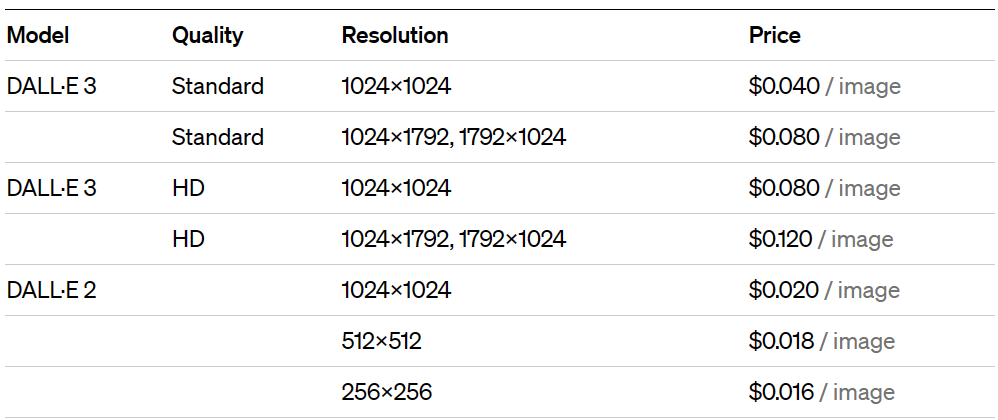 Model Quality Resolution Price
DALL·E 3 Standard 1024×1024 $0.040 / image
Standard 1024×1792, 1792×1024 $0.080 / image
DALL·E 3 HD 1024×1024 $0.080 / image
HD 1024×1792, 1792×1024 $0.120 / image
DALL·E 2 1024×1024 $0.020 / image
512×512 $0.018 / image
256×256 $0.016 / image